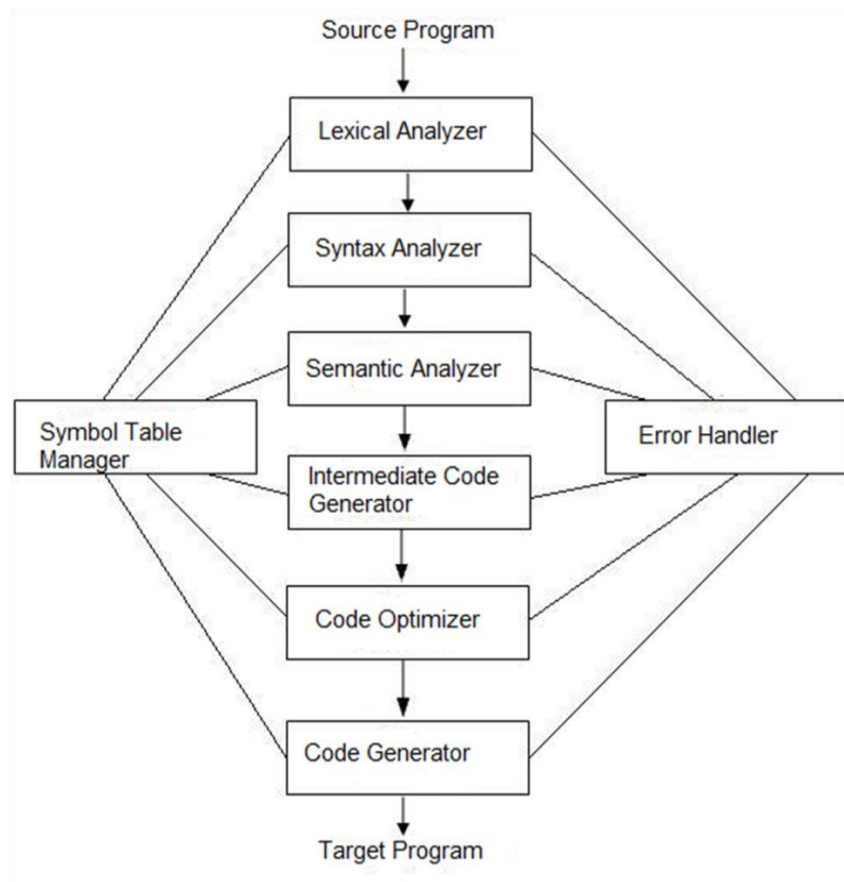 Source Program
Lexical Analyzer
Syntax Analyzer
Semantic Analyzer
Symbol Table
Manager
Error Handler
Intermediate Code
Generator
Code Optimizer
Code Generator
Target Program